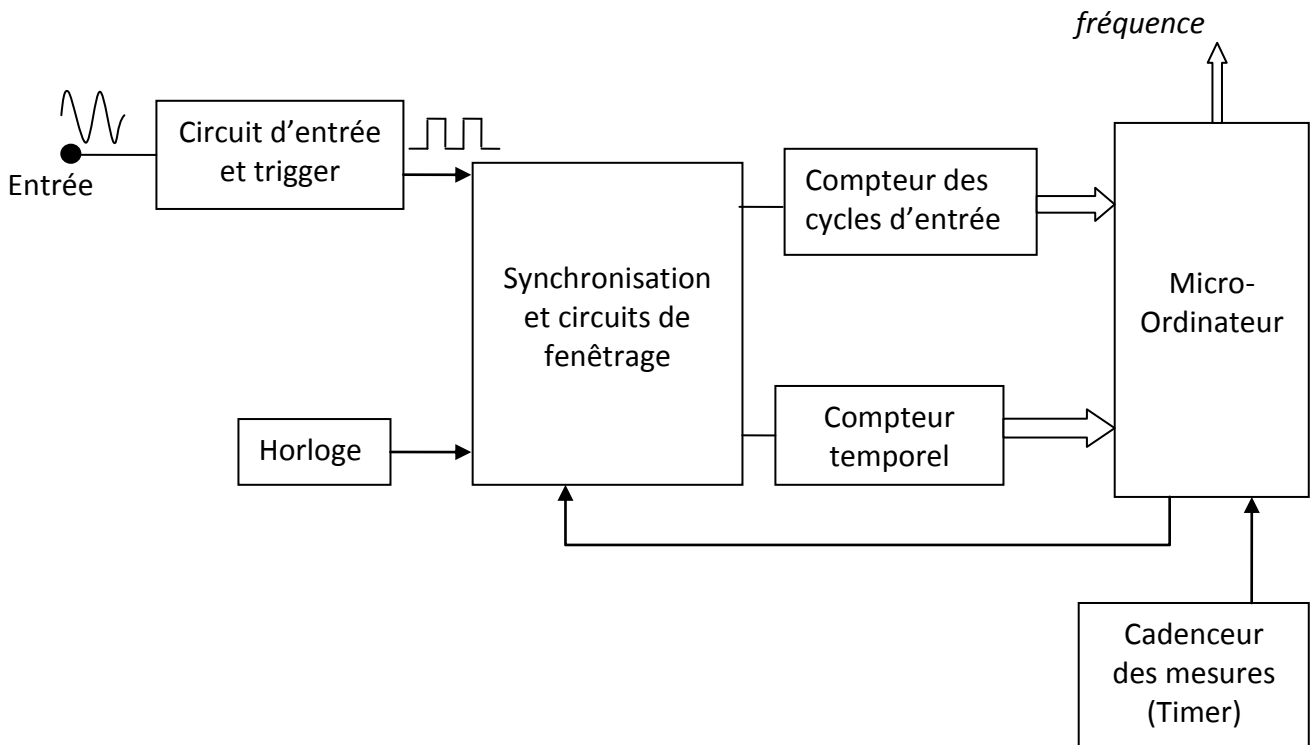 fréquence
Circuit d'entrée
et trigger
Entrée
Compteur des
cycles d'entrée
Synchronisation
et circuits de
fenêtrage
Micro-
Ordinateur
Horloge
Compteur
temporel
Cadenceur
des mesures
(Timer)